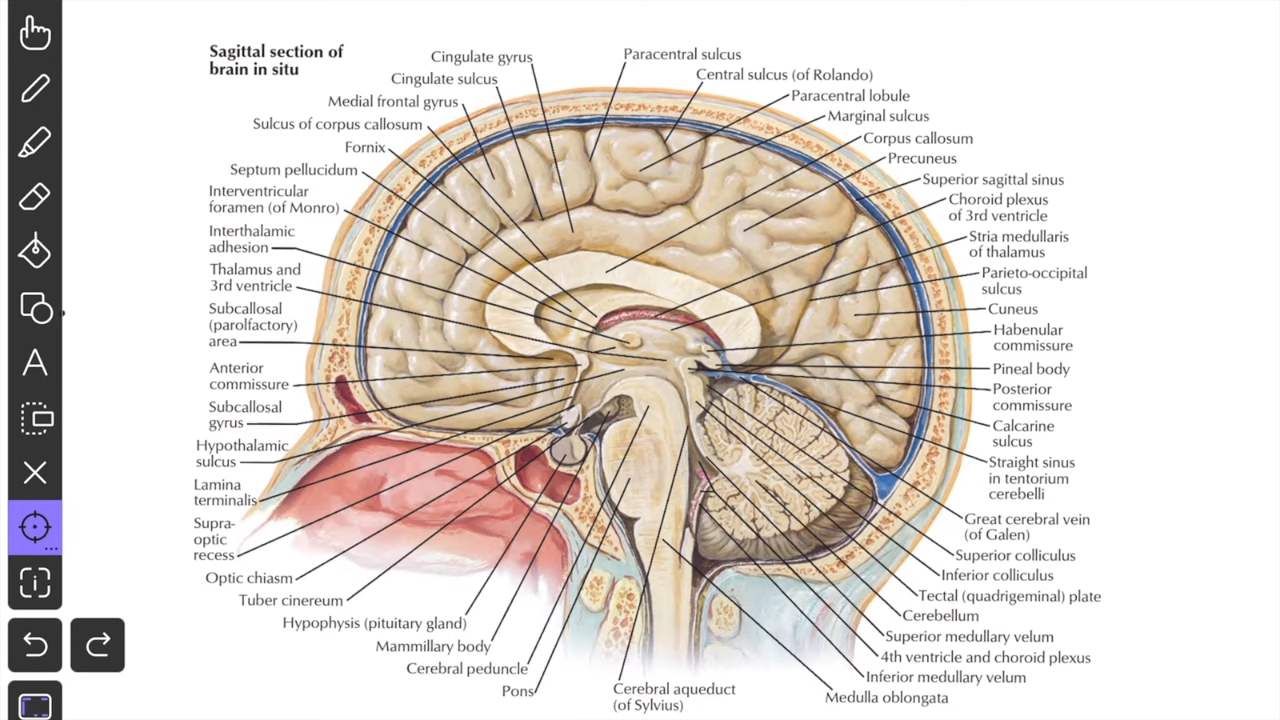 Sagittal section of
brain in situ
Cingulate gyrus
Cingulate sulcus
Medial frontal gyrus
Sulcus of corpus callosum
Fornix
Septum pellucidum
Interventricular
foramen (of Monro)
Interthalamic
adhesion
Thalamus and
3rd ventricle
Subcallosal
(parolfactory)
area
Anterior
commissure
Subcallosal
gyrus
Hypothalamic
sulcus
Lamina
terminalis
Supra-
optic
recess
Optic chiasm
Tuber cinereum
Hypophysis (pituitary gland)
Mammillary body
Cerebral peduncle
Pons
Cerebral aqueduct
(of Sylvius)
Paracentral sulcus
Central sulcus (of Rolando)
Paracentral lobule
Marginal sulcus
Corpus callosum
Precuneus
Superior sagittal sinus
Choroid plexus
of 3rd ventricle
Stria medullaris
of thalamus
Parieto-occipital
sulcus
Cuneus
Habenular
commissure
Pineal body
Posterior
commissure
Calcarine
sulcus
Straight sinus
in tentorium
cerebelli
Great cerebral vein
(of Galen)
Superior colliculus
Inferior colliculus
Tectal (quadrigeminal) plate
Cerebellum
Superior medullary velum
4th ventricle and choroid plexus
Inferior medullary velum
Medulla oblongata